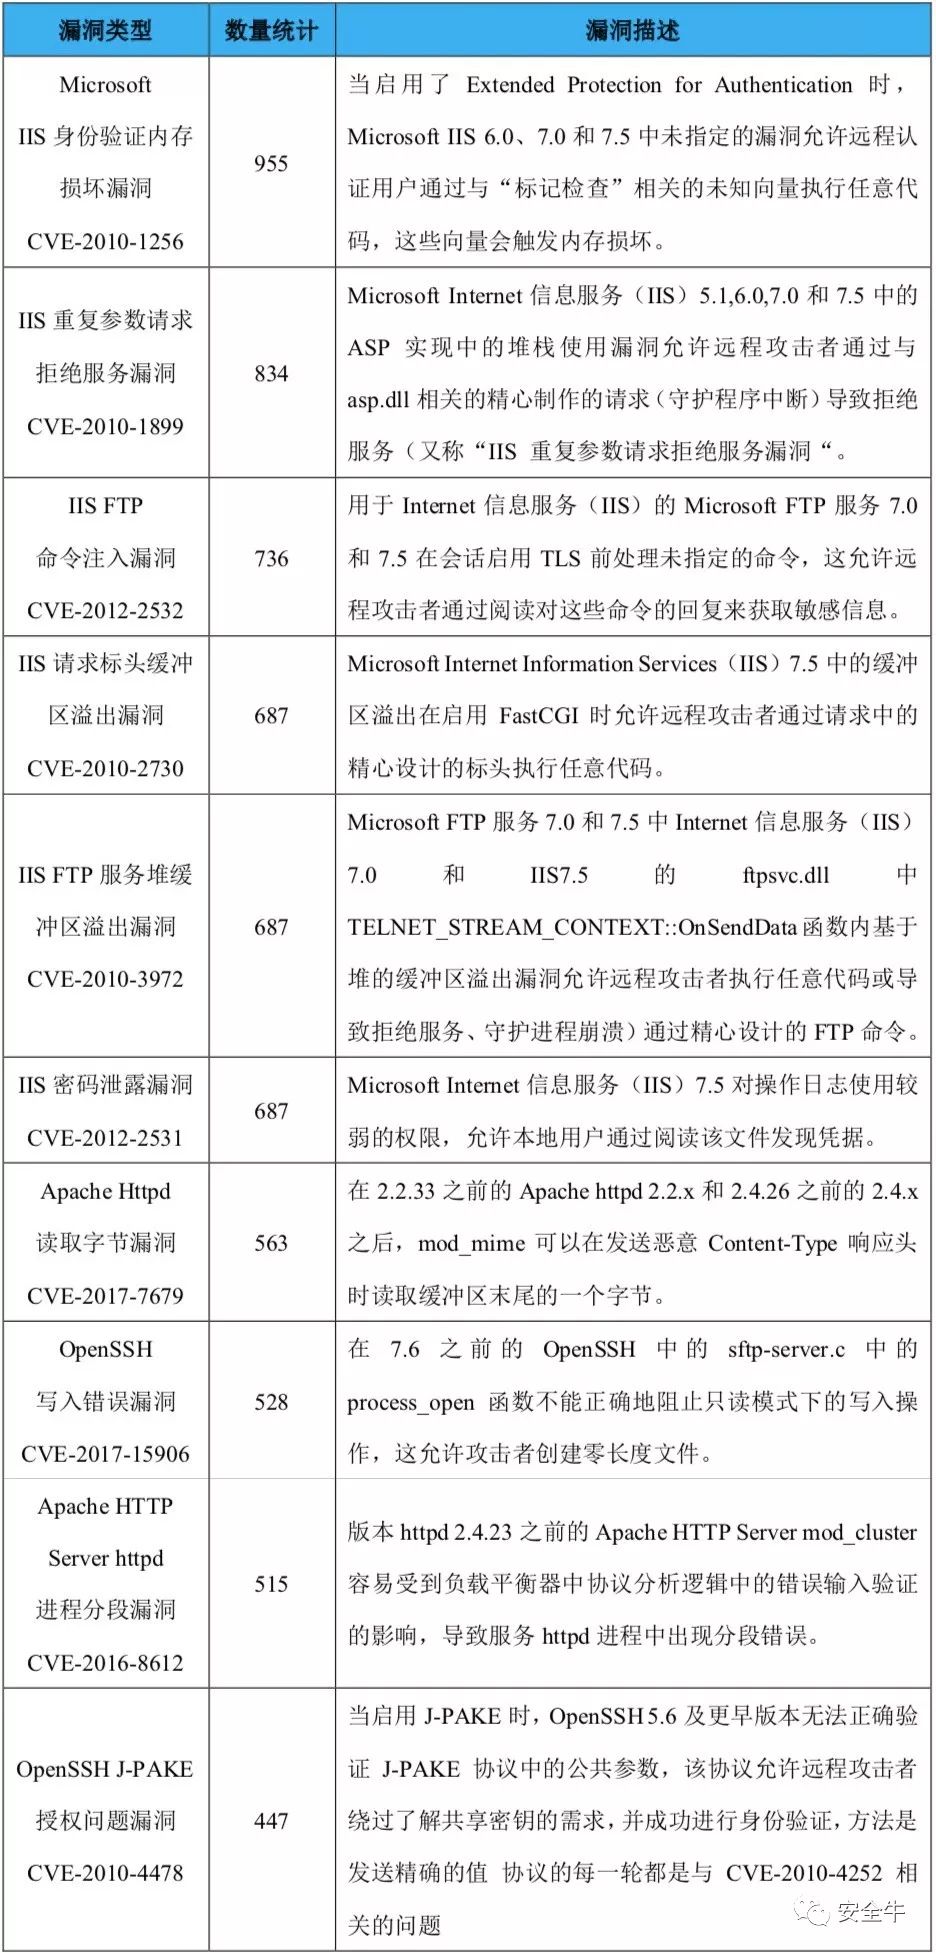 漏洞类型 数量统计 漏洞描述
Microsoft
IIS 身份验证内存
损坏漏洞
CVE-2010-1256
955
当启用了 Extended Protection for Authentication 时，
Microsoft IIS 6.0、7.0 和 7.5 中未指定的漏洞允许远程认
证用户通过与“标记检查”相关的未知向量执行任意代
码，这些向量会触发内存损坏。
IIS 重复参数请求
拒绝服务漏洞
CVE-2010-1899
834
Microsoft Internet 信息服务（IIS）5.1,6.0,7.0 和 7.5 中的
ASP 实现中的堆栈使用漏洞允许远程攻击者通过与
asp.dll 相关的精心制作的请求（守护程序中断）导致拒绝
服务（又称“IIS 重复参数请求拒绝服务漏洞“。
IIS FTP
命令注入漏洞
CVE-2012-2532
736
用于 Internet 信息服务（IIS）的 Microsoft FTP 服务 7.0
和 7.5 在会话启用 TLS 前处理未指定的命令，这允许远
程攻击者通过阅读对这些命令的回复来获取敏感信息。
IIS 请求标头缓冲
区溢出漏洞
CVE-2010-2730
687
Microsoft Internet Information Services（IIS）7.5 中的缓冲
区溢出在启用 FastCGI 时允许远程攻击者通过请求中的
精心设计的标头执行任意代码。
IIS FTP 服务堆缓
冲区溢出漏洞
CVE-2010-3972
687
Microsoft FTP 服务 7.0 和 7.5 中 Internet 信息服务（IIS）
7.0 和 IIS7.5 的 ftpsvc.dll 中
TELNET_STREAM_CONTEXT::OnSendData 函数内基于
堆的缓冲区溢出漏洞允许远程攻击者执行任意代码或导
致拒绝服务、守护进程崩溃）通过精心设计的 FTP 命令。
IIS 密码泄露漏洞
CVE-2012-2531
687
Microsoft Internet 信息服务（IIS）7.5 对操作日志使用较
弱的权限，允许本地用户通过阅读该文件发现凭据。
Apache Httpd
读取字节漏洞
CVE-2017-7679
563
在 2.2.33 之前的 Apache httpd 2.2.x 和 2.4.26 之前的 2.4.x
之后，mod_mime 可以在发送恶意 Content-Type 响应头
时读取缓冲区末尾的一个字节。
OpenSSH
写入错误漏洞
CVE-2017-15906
528
在 7.6 之前的 OpenSSH 中的 sftp-server.c 中的
process_open 函数不能正确地阻止只读模式下的写入操
作，这允许攻击者创建零长度文件。
Apache HTTP
Server httpd
进程分段漏洞
CVE-2016-8612
515
版本 httpd 2.4.23 之前的 Apache HTTP Server mod_cluster
容易受到负载平衡器中协议分析逻辑中的错误输入验证
的影响，导致服务 httpd 进程中出现分段错误。
OpenSSH J-PAKE
授权问题漏洞
CVE-2010-4478
447
当启用 J-PAKE 时，OpenSSH 5.6 及更早版本无法正确验
证 J-PAKE 协议中的公共参数，该协议允许远程攻击者
绕过了解共享密钥的需求，并成功进行身份验证，方法是
发送精确的值 协议的每一轮都是与 CVE-2010-4252 相
关的问题
安全牛